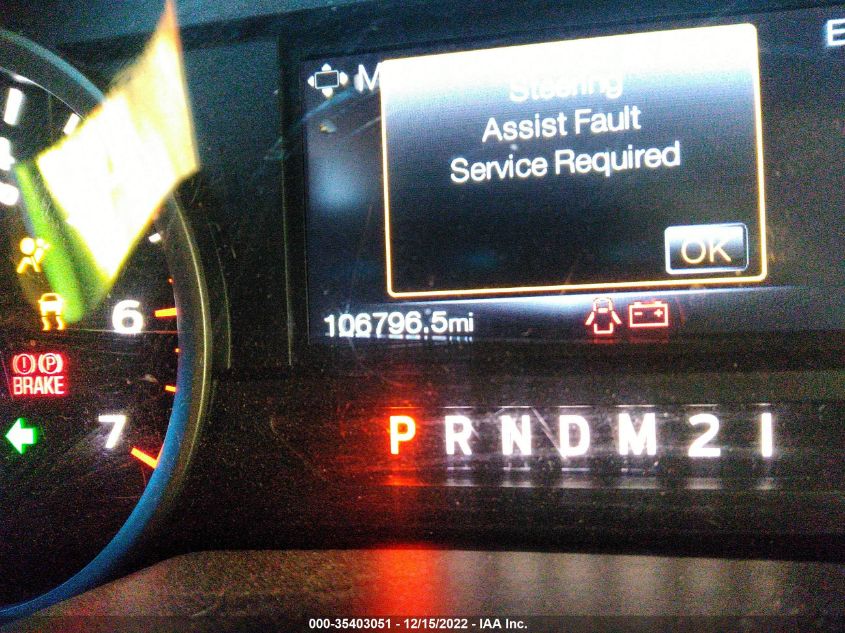 Steering
Assist Fault
Service Required
OK
106796.5mi
6
BRAKE
7
P R N D M 2 1
000-35403051 - 12/15/2022 - IAA Inc.